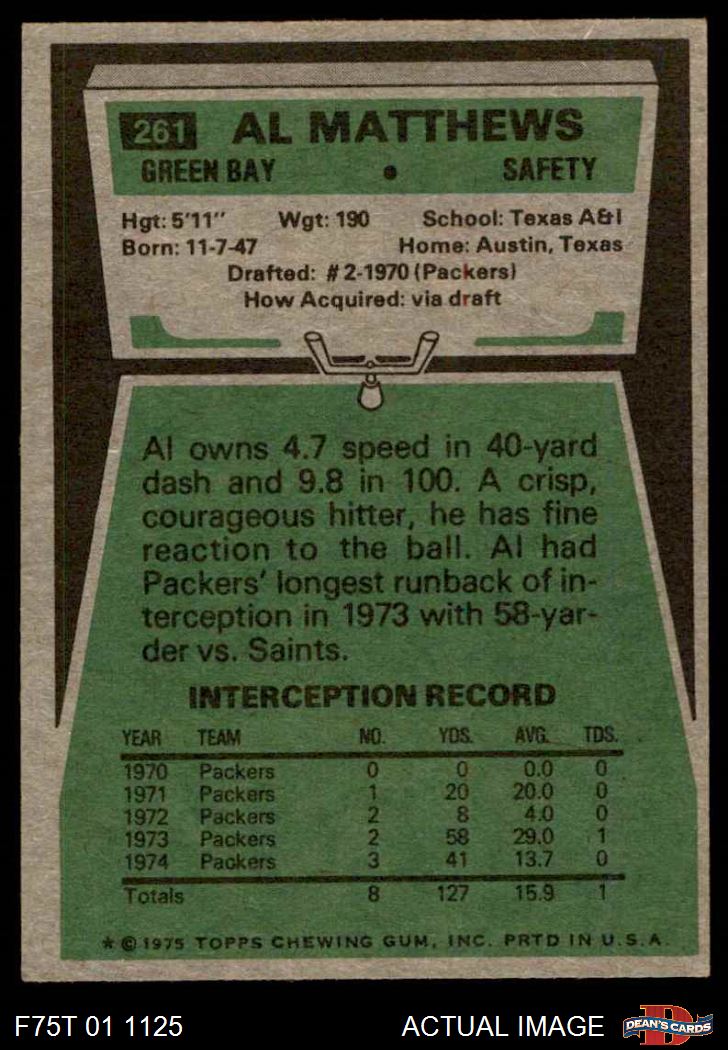 261 AL MATTHEWS
GREEN BAY • SAFETY
Hgt: 5'11" Wgt: 190 School: Texas A&I
Born: 11-7-47 Home: Austin, Texas
Drafted: #2-1970 (Packers)
How Acquired: via draft
Al owns 4.7 speed in 40-yard
dash and 9.8 in 100. A crisp,
courageous hitter, he has fine
reaction to the ball. Al had
Packers' longest runback of in-
terception in 1973 with 58-yar-
der vs. Saints.
INTERCEPTION RECORD
YEAR TEAM NO. YDS. AVG. TDS.
1970 Packers 0 0 0.0 0
1971 Packers 1 20 20.0 0
1972 Packers 2 8 4.0 0
1973 Packers 2 58 29.0 1
1974 Packers 3 41 13.7 0
Totals 8 127 15.9 1
* © 1975 TOPPS CHEWING GUM, INC. PRTD IN U.S.A.
F75T 01 1125 ACTUAL IMAGE D DEAN'S CARDS